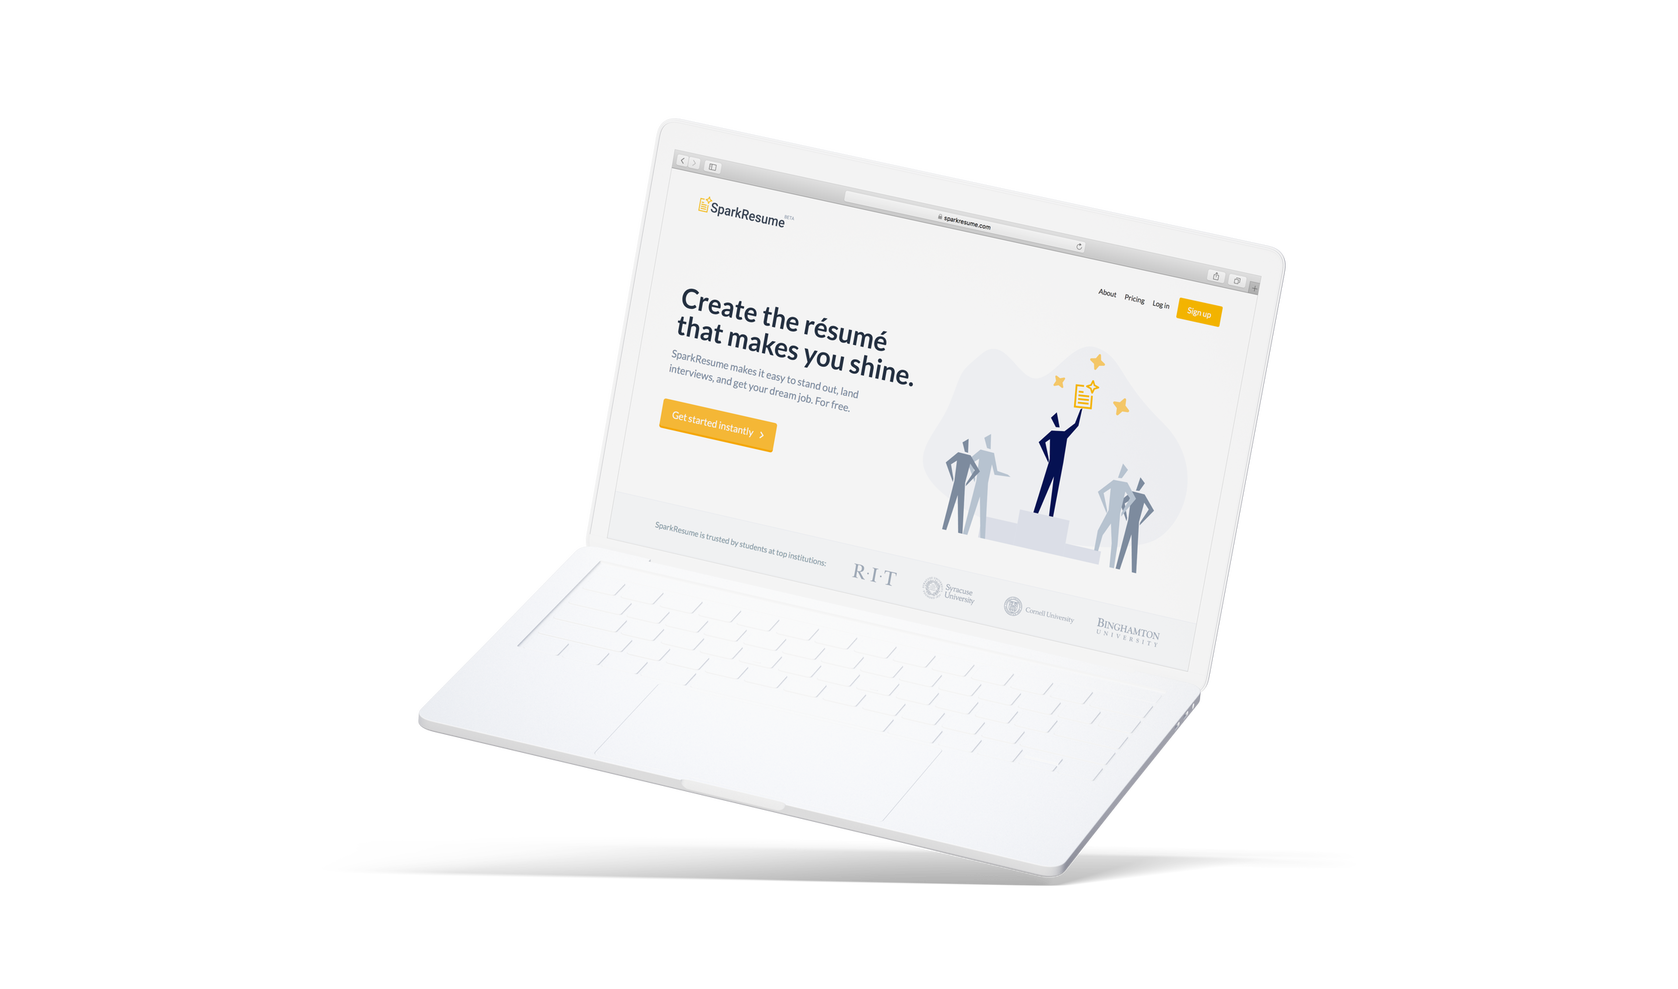 sparkresume.com
SparkResume BETA
About Pricing Log in Sign up
Create the résumé
that makes you shine.
SparkResume makes it easy to stand out, land
interviews, and get your dream job. For free.
Get started instantly
SparkResume is trusted by students at top institutions:
R·I·T
Syracuse
University
Cornell University
BINGHAMTON
UNIVERSITY